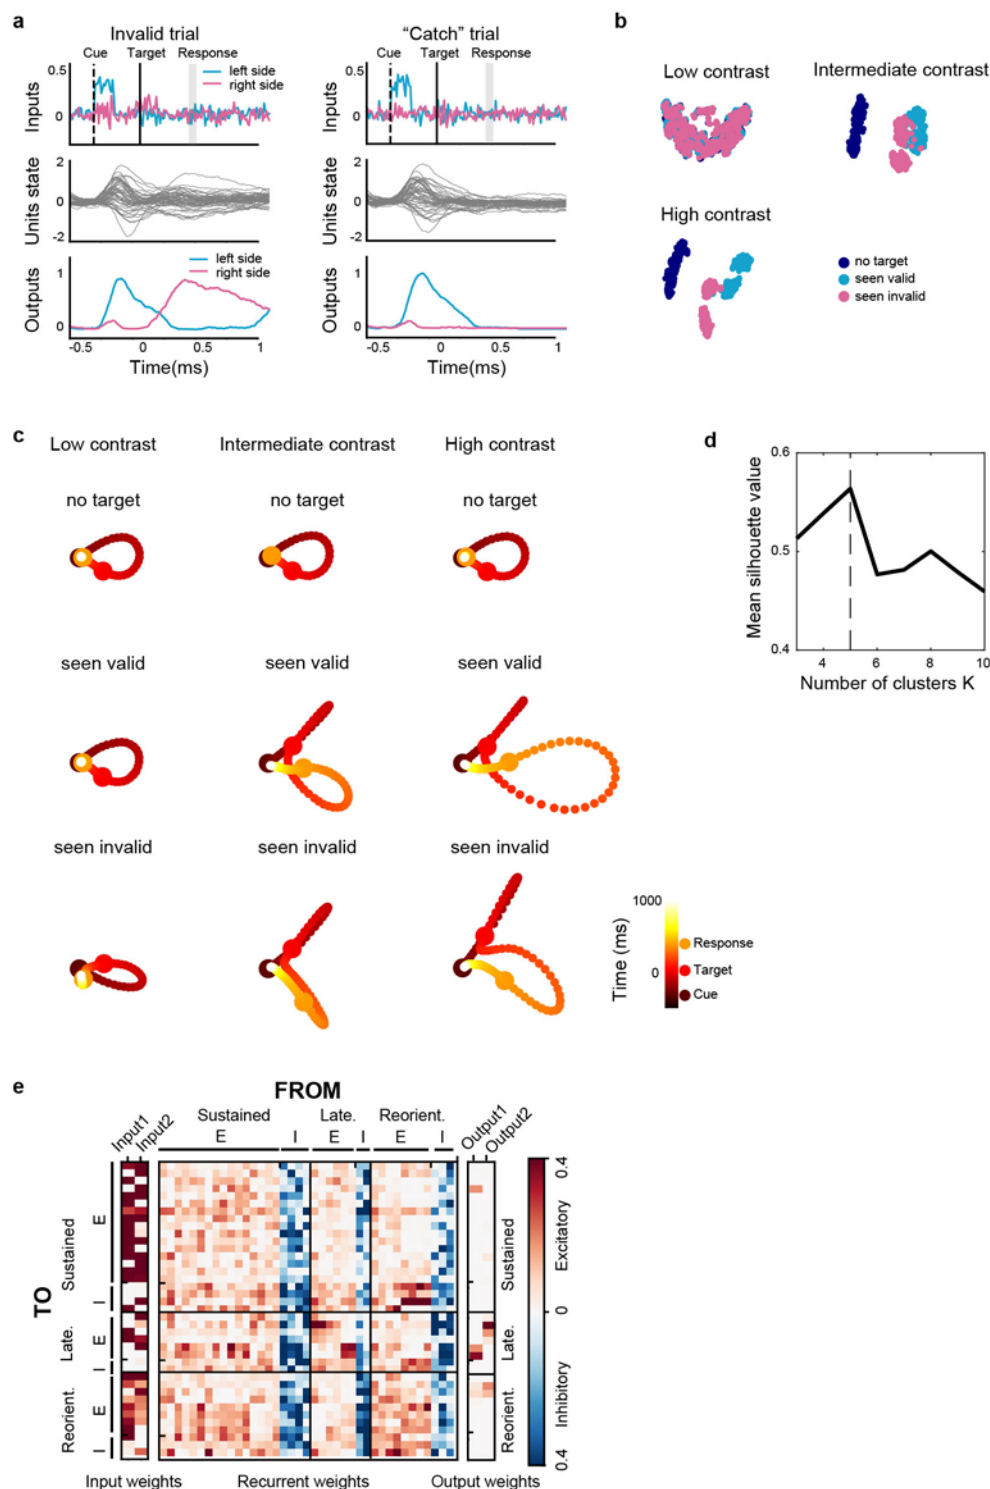 a
Invalid trial
Cue Target Response
left side
right side
0.5
Inputs
0
2
Units state
0
-2
left side
right side
1
Outputs
0
-0.5 0 0.5 1
Time(ms)
“Catch” trial
Cue Target Response
Inputs
0.5
0
2
Units state
0
-2
1
Outputs
0
-0.5 0 0.5 1
Time(ms)
b
Low contrast
Intermediate contrast
High contrast
no target
seen valid
seen invalid
c
Low contrast Intermediate contrast High contrast
no target no target no target
seen valid seen valid seen valid
seen invalid seen invalid seen invalid
1000
Time (ms)
0
Response
Target
Cue
d
0.6
Mean silhouette value
0.5
0.4
4 6 8 10
Number of clusters K
e
FROM
Sustained Late. Reorient.
Input1 Input2 E I E I E I Output1 Output2
TO
Sustained E I
Late. E I
Reorient. E I
Sustained
Late.
Reorient.
0.4
Excitatory
0
Inhibitory
0.4
Input weights Recurrent weights Output weights